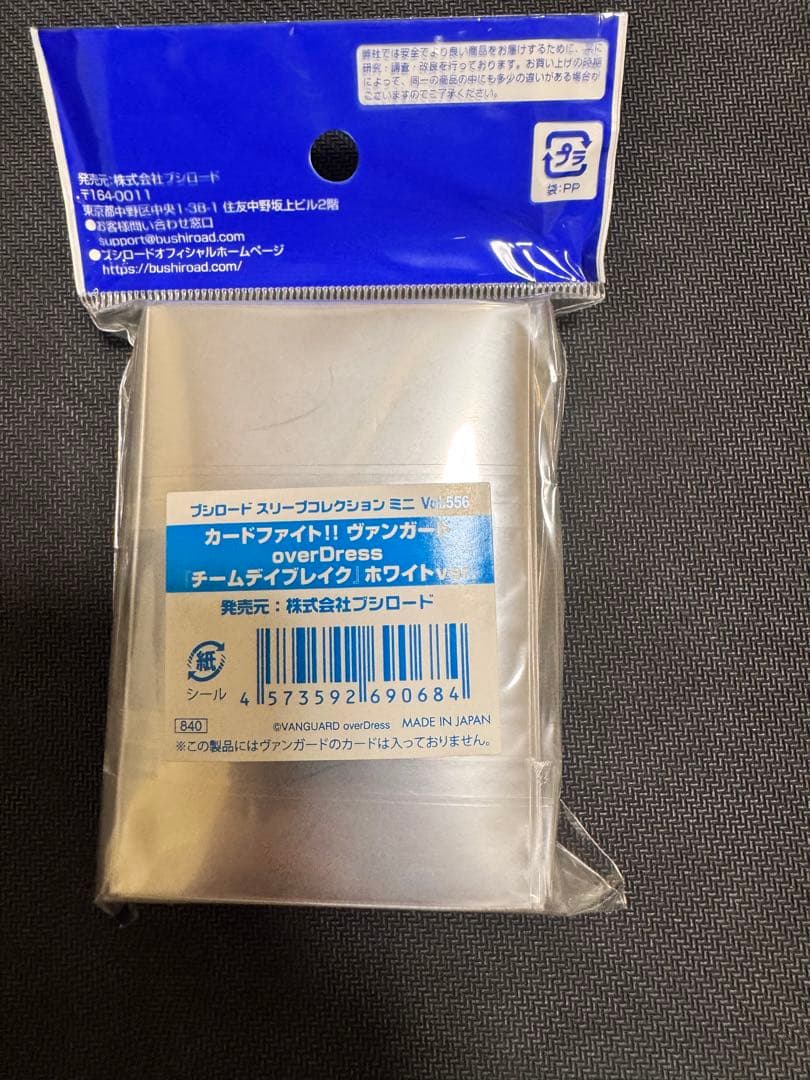 弊社では安全でより良い商品をお届けするために、常に
研究・調査・改良を行っております。お買い上げの時期
によって、同一の商品の中にも多少の違いがある場合が
ございますのでご了承ください。
プラ
袋:PP
発売元:株式会社ブシロード
〒164-0011
東京都中野区中央1-38-1 住友中野坂上ビル2階
●お客様問い合わせ窓口
support@bushiroad.com
●ブシロードオフィシャルホームページ
https://bushiroad.com/
ブシロード スリーブコレクション ミニ Vol.556
カードファイト!! ヴァンガード
overDress
『チームデイブレイク』ホワイトver.
発売元:株式会社ブシロード
紙
シール
4 573592 690684
840
©VANGUARD overDress MADE IN JAPAN
※この製品にはヴァンガードのカードは入っておりません。